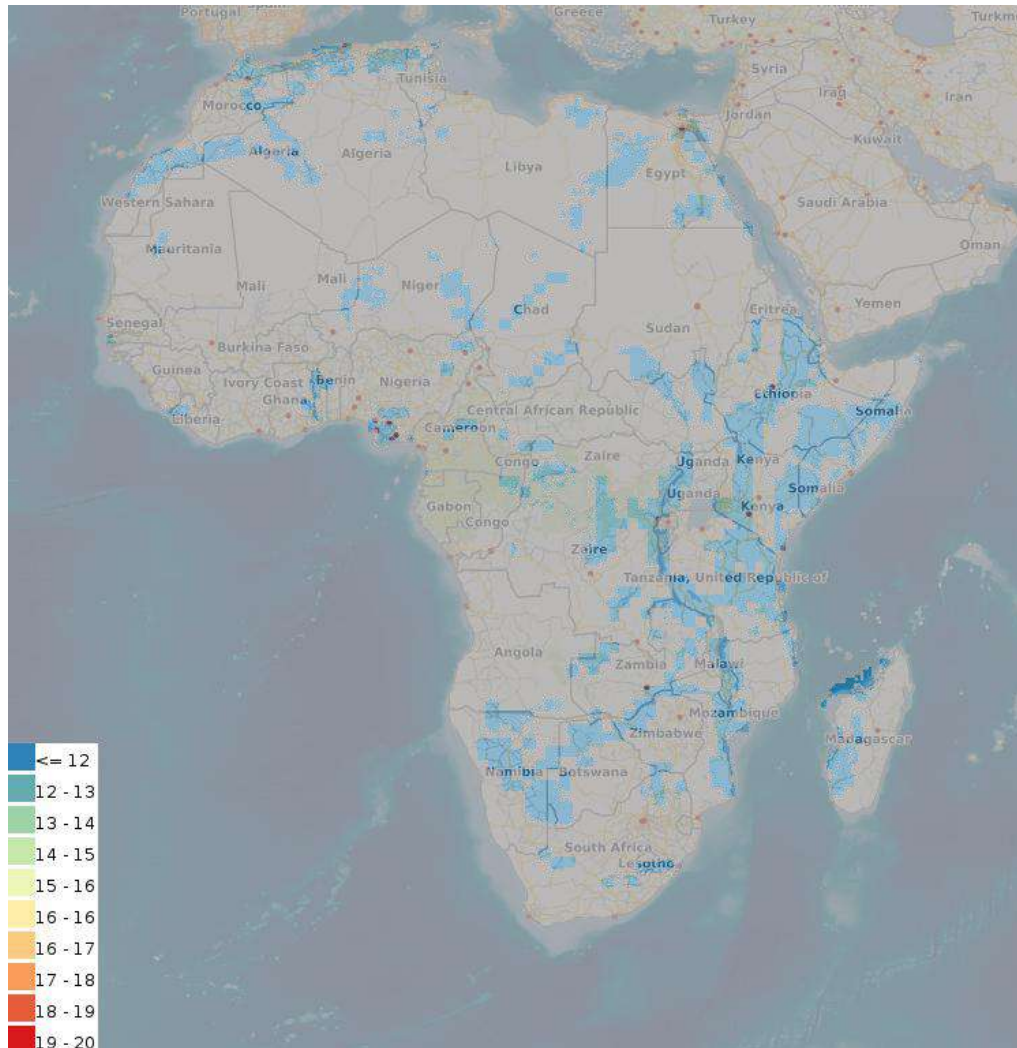 Portugal
Spain
Greece
Turkey
Turkm
Syria
Tunisia
Iraq
Iran
Morocco
Jordan
Kuwait
Algeria
Algeria
Libya
Egypt
Western Sahara
Saudi Arabia
Mauritania
Oman
Mali
Mali
Niger
Chad
Sudan
Eritrea
Yemen
Senegal
Burkina Faso
Guinea
Ivory Coast
Benin
Nigeria
Ghana
Ethiopia
Somalia
Liberia
Central African Republic
Cameroon
Congo
Zaire
Uganda
Kenya
Uganda
Somalia
Gabon
Kenya
Congo
Zaire
Tanzania, United Republic of
Angola
Zambia
Malawi
Mozambique
Zimbabwe
Madagascar
Namibia
Botswana
South Africa
Lesotho
<= 12
12 - 13
13 - 14
14 - 15
15 - 16
16 - 16
16 - 17
17 - 18
18 - 19
19 - 20